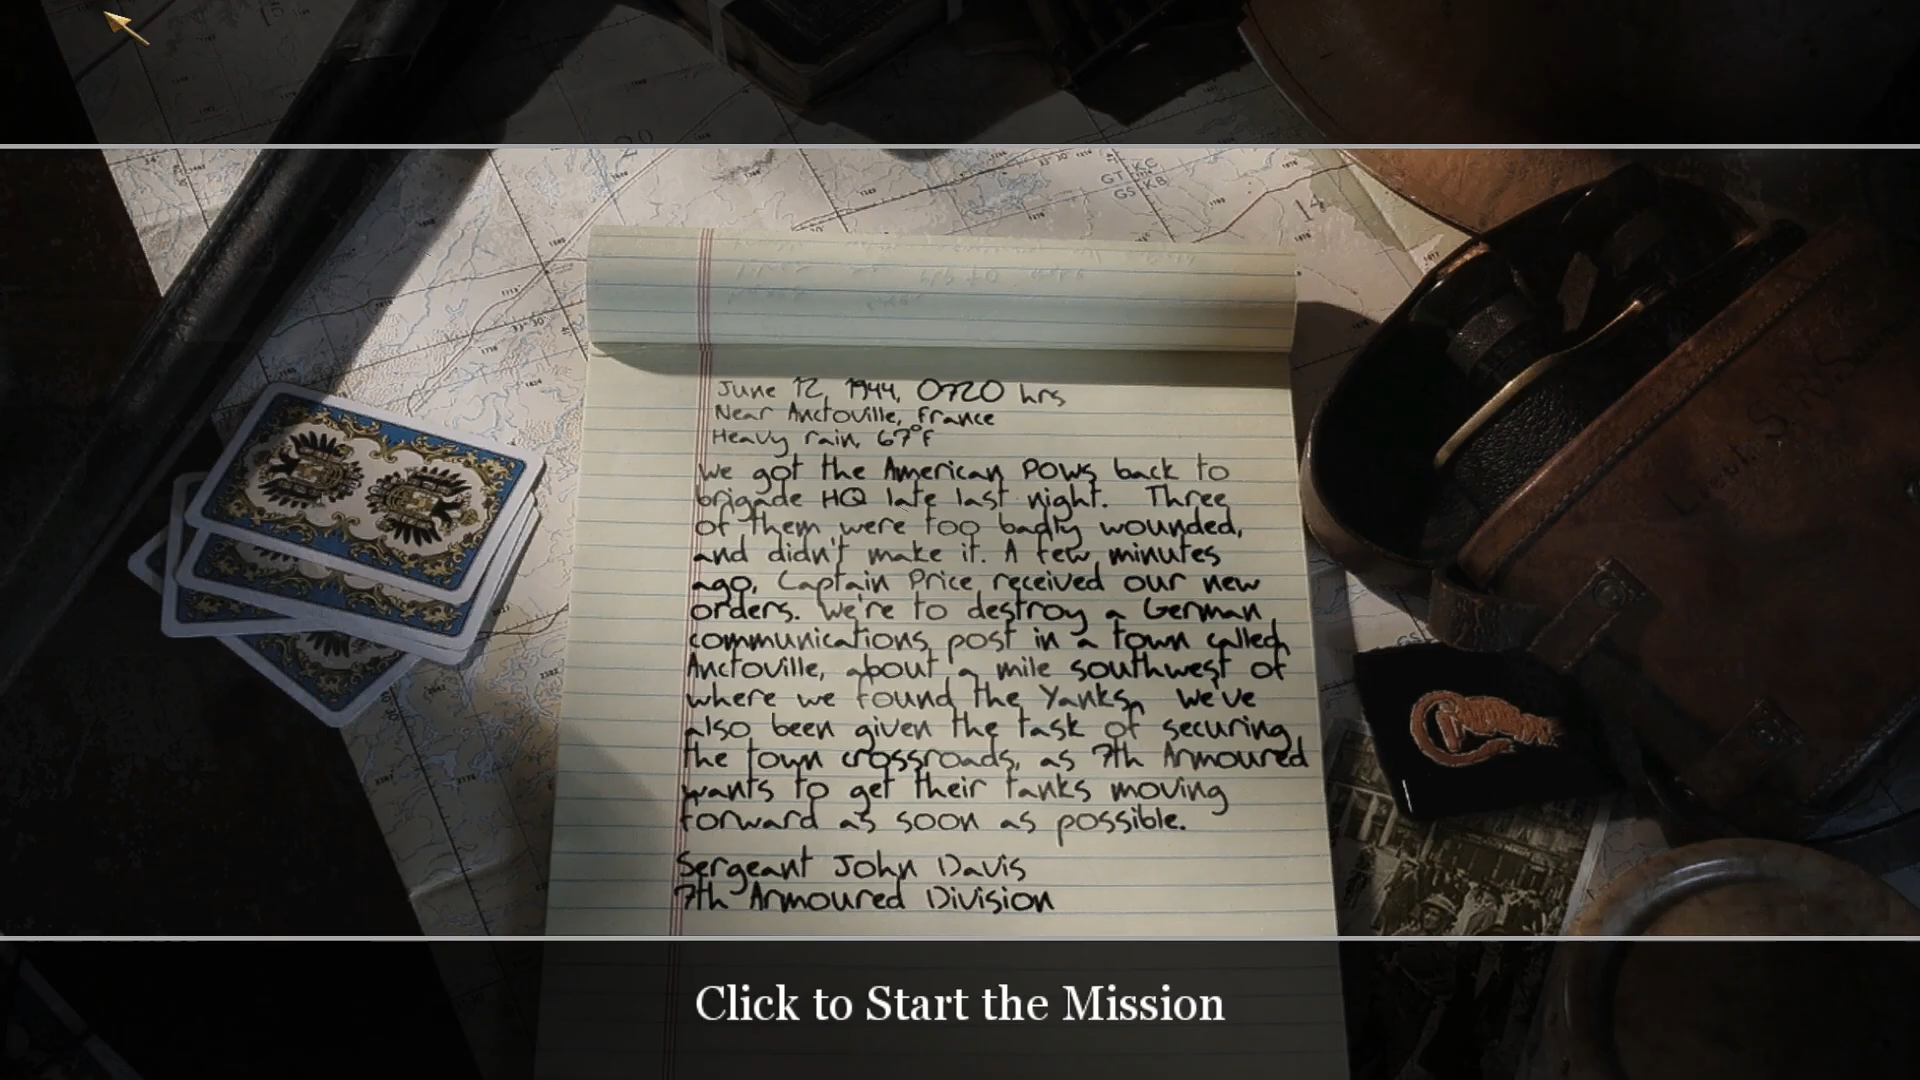 June 12, 1944, 0720 hrs
Near Anctoville, France
Heavy rain, 67°F
We got the American POWs back to
brigade HQ late last night. Three
of them were too badly wounded,
and didn't make it. A few minutes
ago, Captain Price received our new
orders. We're to destroy a German
communications post in a town called
Anctoville, about a mile southwest of
where we found the Yanks. We've
also been given the task of securing
the town crossroads, as 7th Armoured
wants to get their tanks moving
forward as soon as possible.
Sergeant John Davis
7th Armoured Division
Click to Start the Mission